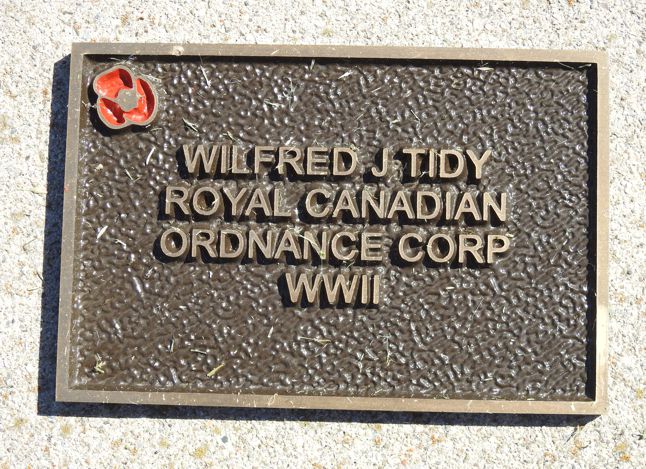 WILFRED J TIDY
ROYAL CANADIAN
ORDNANCE CORP
WWII